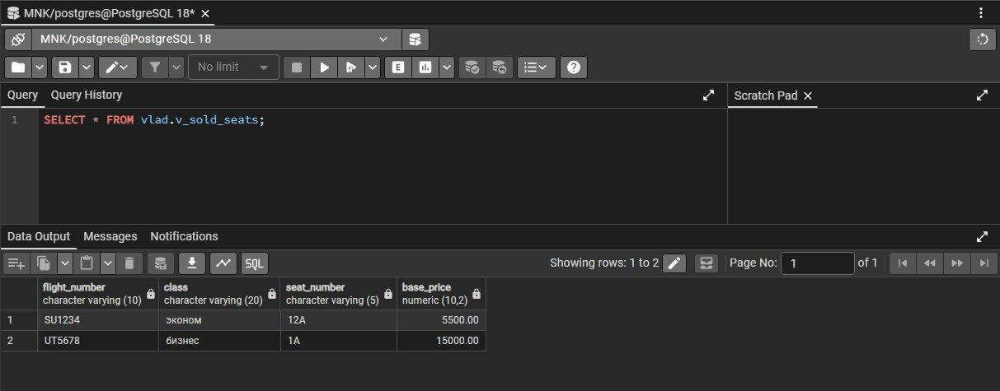 MNK/postgres@PostgreSQL 18*
MNK/postgres@PostgreSQL 18
No limit
E
Query Query History
Scratch Pad
1 SELECT * FROM vlad.v_sold_seats;
Data Output Messages Notifications
SQL Showing rows: 1 to 2 Page No: 1 of 1
flight_number class seat_number base_price
character varying (10) character varying (20) character varying (5) numeric (10,2)
1 SU1234 эконом 12A 5500.00
2 UT5678 бизнес 1A 15000.00